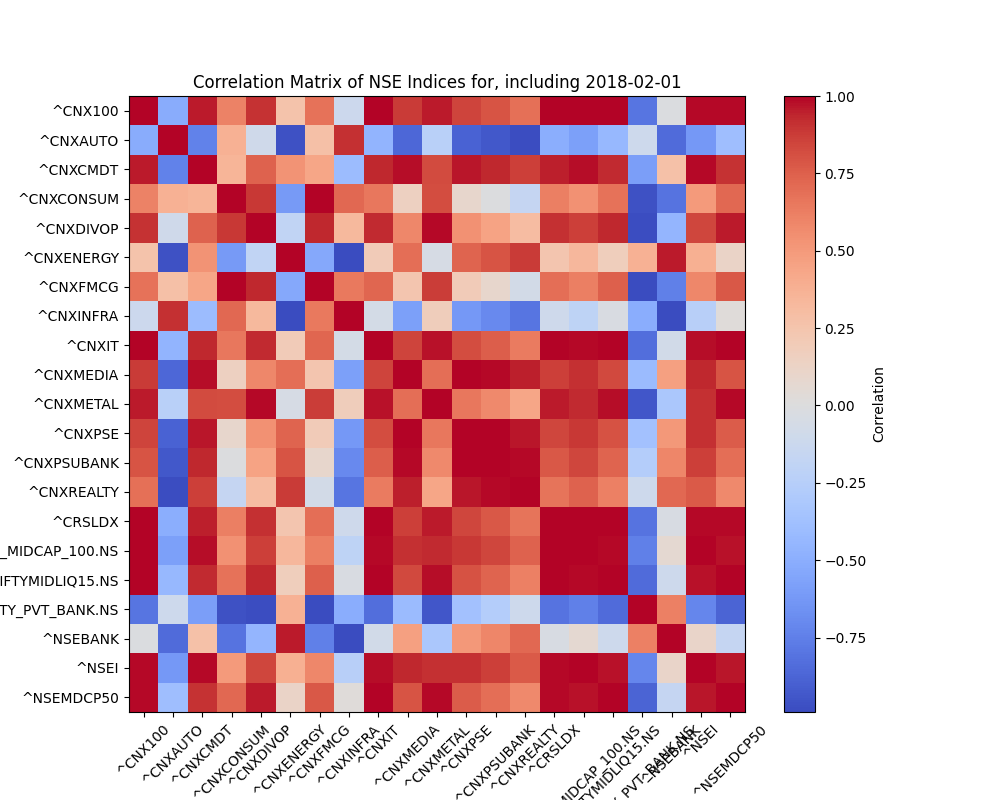 Correlation Matrix of NSE Indices for, including 2018-02-01
^CNX100
^CNXAUTO
^CNXCMDT
^CNXCONSUM
^CNXDIVOP
^CNXENERGY
^CNXFMCG
^CNXINFRA
^CNXIT
^CNXMEDIA
^CNXMETAL
^CNXPSE
^CNXPSUBANK
^CNXREALTY
^CRSLDX
_MIDCAP_100.NS
IFTYMIDLIQ15.NS
TY_PVT_BANK.NS
^NSEBANK
^NSEI
^NSEMDCP50
^CNX100
^CNXAUTO
^CNXCMDT
^CNXCONSUM
^CNXDIVOP
^CNXENERGY
^CNXFMCG
^CNXINFRA
^CNXIT
^CNXMEDIA
^CNXMETAL
^CNXPSE
^CNXPSUBANK
^CNXREALTY
^CRSLDX
MIDCAP_100.NS
TYMIDLIQ15.NS
PVT_BANK.NS
^NSEBANK
^NSEI
^NSEMDCP50
1.00
0.75
0.50
0.25
0.00
−0.25
−0.50
−0.75
Correlation